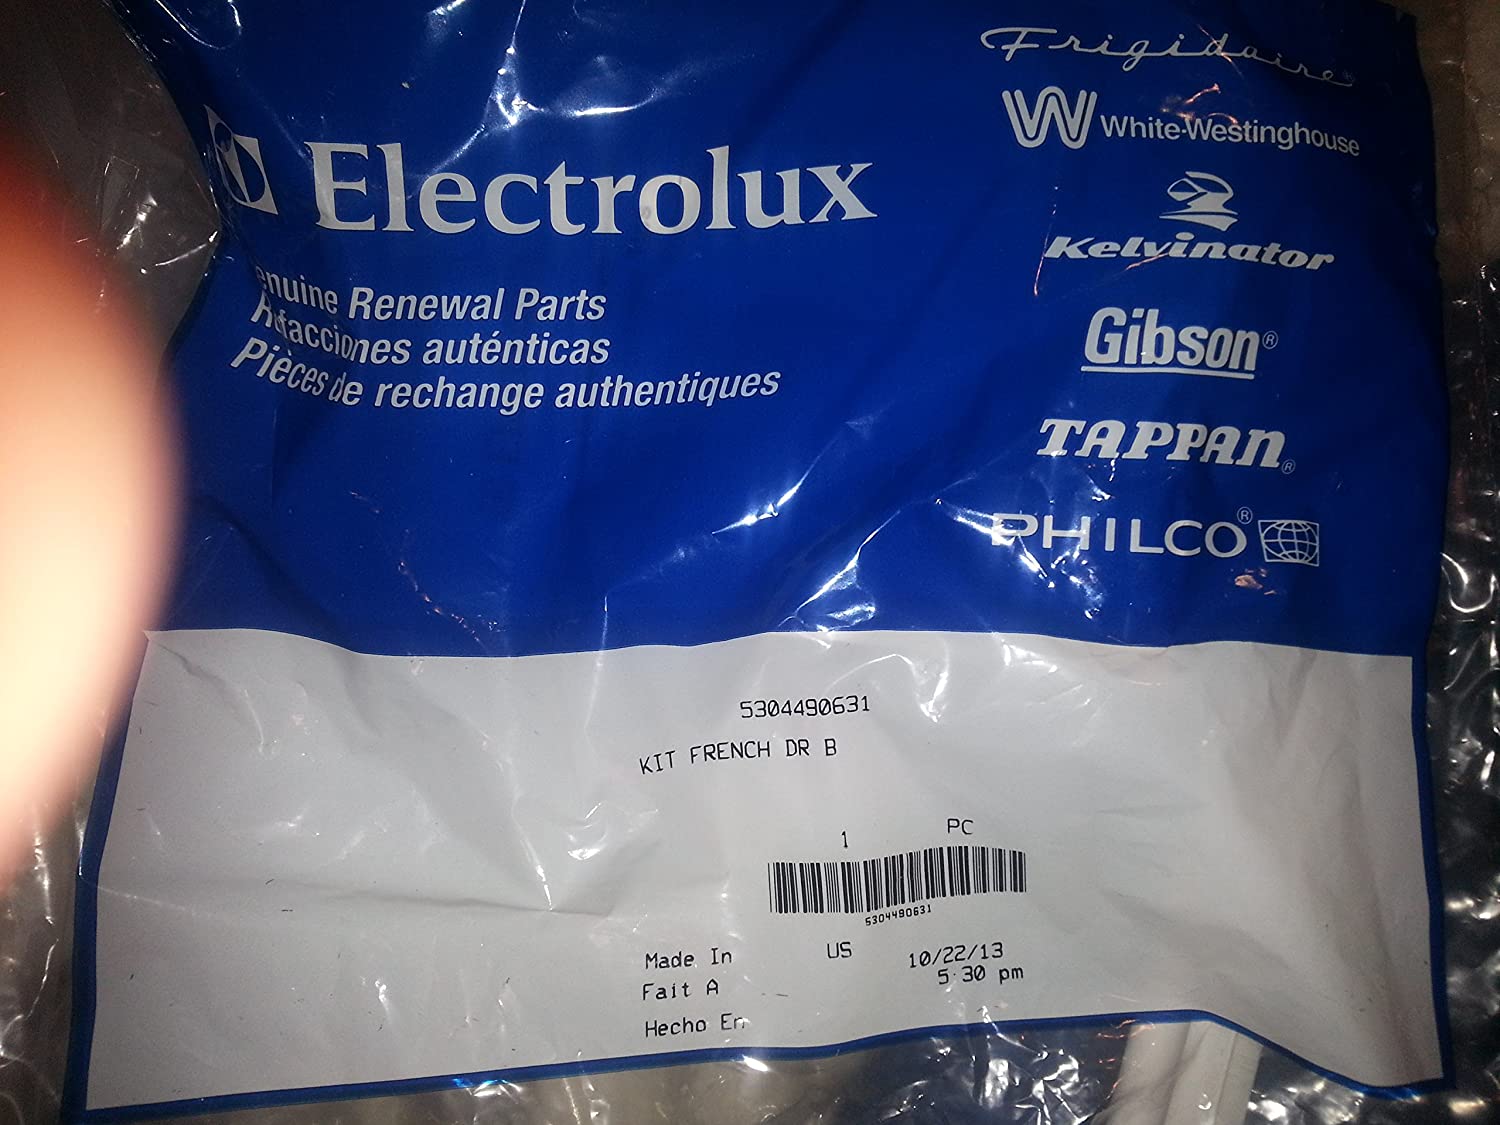 Electrolux
enuine Renewal Parts
Refacciones auténticas
Pièces de rechange authentiques
Frigidaire®
White-Westinghouse
Kelvinator
Gibson®
TAPPAN®
PHILCO®
5304490631
KIT FRENCH DR B
1 PC
5304490631
Made In US 10/22/13
Fait A 5:30 pm
Hecho En